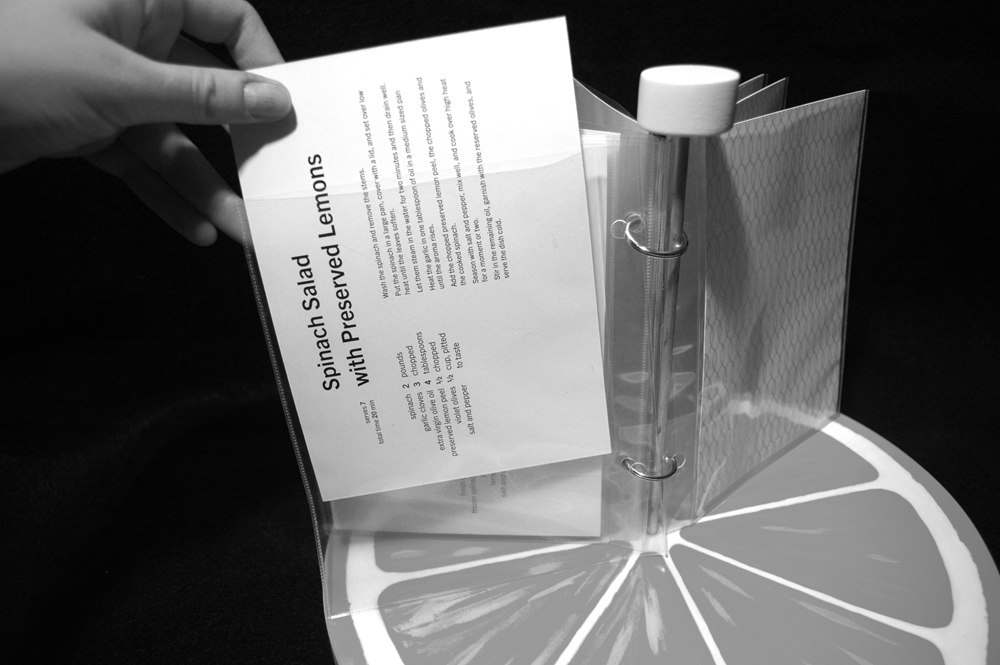 Spinach Salad
with Preserved Lemons
serves 7
total time 20 min
spinach 2 pounds
garlic cloves 3 chopped
extra virgin olive oil 4 tablespoons
preserved lemon peel ½ chopped
violet olives ½ cup, pitted
salt and pepper to taste
Wash the spinach and remove the stems.
Put the spinach in a large pan, cover with a lid, and set over low
heat until the leaves soften.
Let them steam in the water for two minutes and then drain well.
Heat the garlic in one tablespoon of oil in a medium sized pan
until the aroma rises.
Add the chopped preserved lemon peel, the chopped olives and
the cooked spinach.
Season with salt and pepper, mix well, and cook over high heat
for a moment or two.
Stir in the remaining oil, garnish with the reserved olives, and
serve the dish cold.